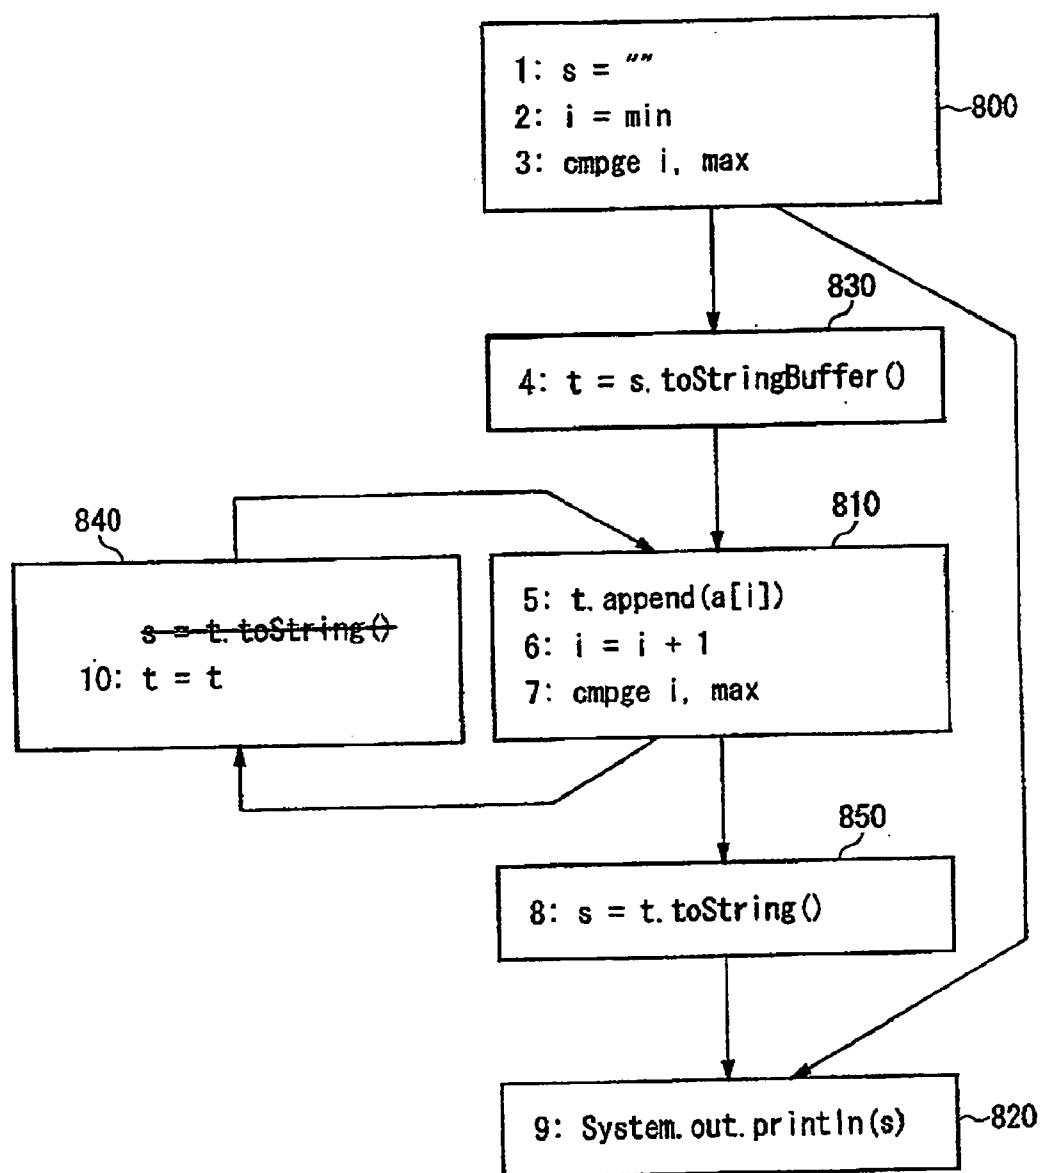 1: s = ""
2: i = min
3: cmpge i, max
800
830
4: t = s.toStringBuffer()
840
810
s = t.toString()
10: t = t
5: t.append(a[i])
6: i = i + 1
7: cmpge i, max
850
8: s = t.toString()
9: System.out.println(s)
820